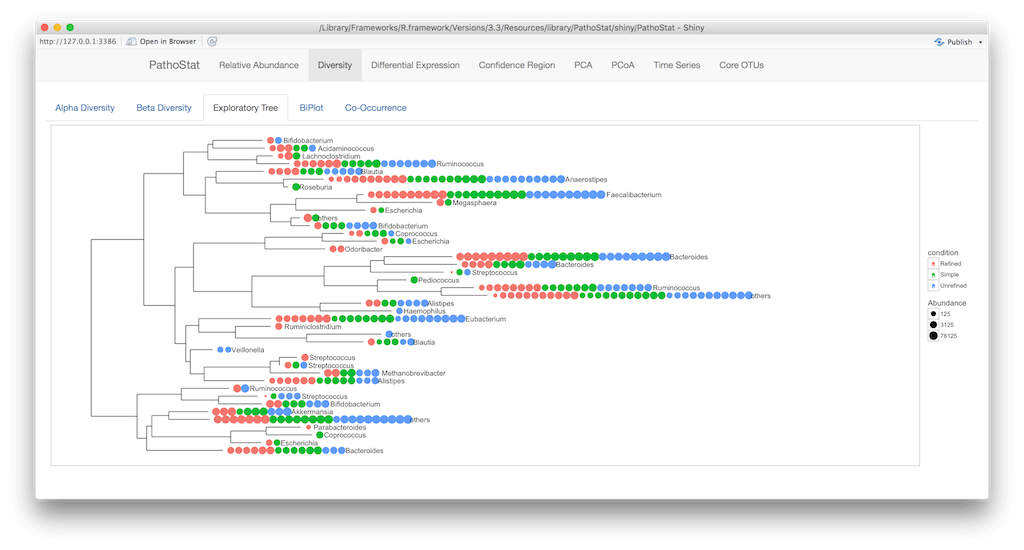 /Library/Frameworks/R.framework/Versions/3.3/Resources/library/PathoStat/shiny/PathoStat - Shiny
http://127.0.0.1:3386 Open in Browser Publish
PathoStat Relative Abundance Diversity Differential Expression Confidence Region PCA PCoA Time Series Core OTUs
Alpha Diversity Beta Diversity Exploratory Tree BiPlot Co-Occurrence
Bifidobacterium
Acidaminococcus
Lachnoclostridium
Ruminococcus
Blautia
Anaerostipes
Roseburia
Faecalibacterium
Megasphaera
Escherichia
others
Bifidobacterium
Coprococcus
Escherichia
Odoribacter
Bacteroides
Bacteroides
Streptococcus
Pediococcus
Ruminococcus
others
Alistipes
Haemophilus
Eubacterium
Ruminiclostridium
others
Blautia
Veillonella
Streptococcus
Streptococcus
Methanobrevibacter
Alistipes
Ruminococcus
Streptococcus
Bifidobacterium
Akkermansia
others
Parabacteroides
Coprococcus
Escherichia
Bacteroides
condition
Refined
Simple
Unrefined
Abundance
125
3125
78125